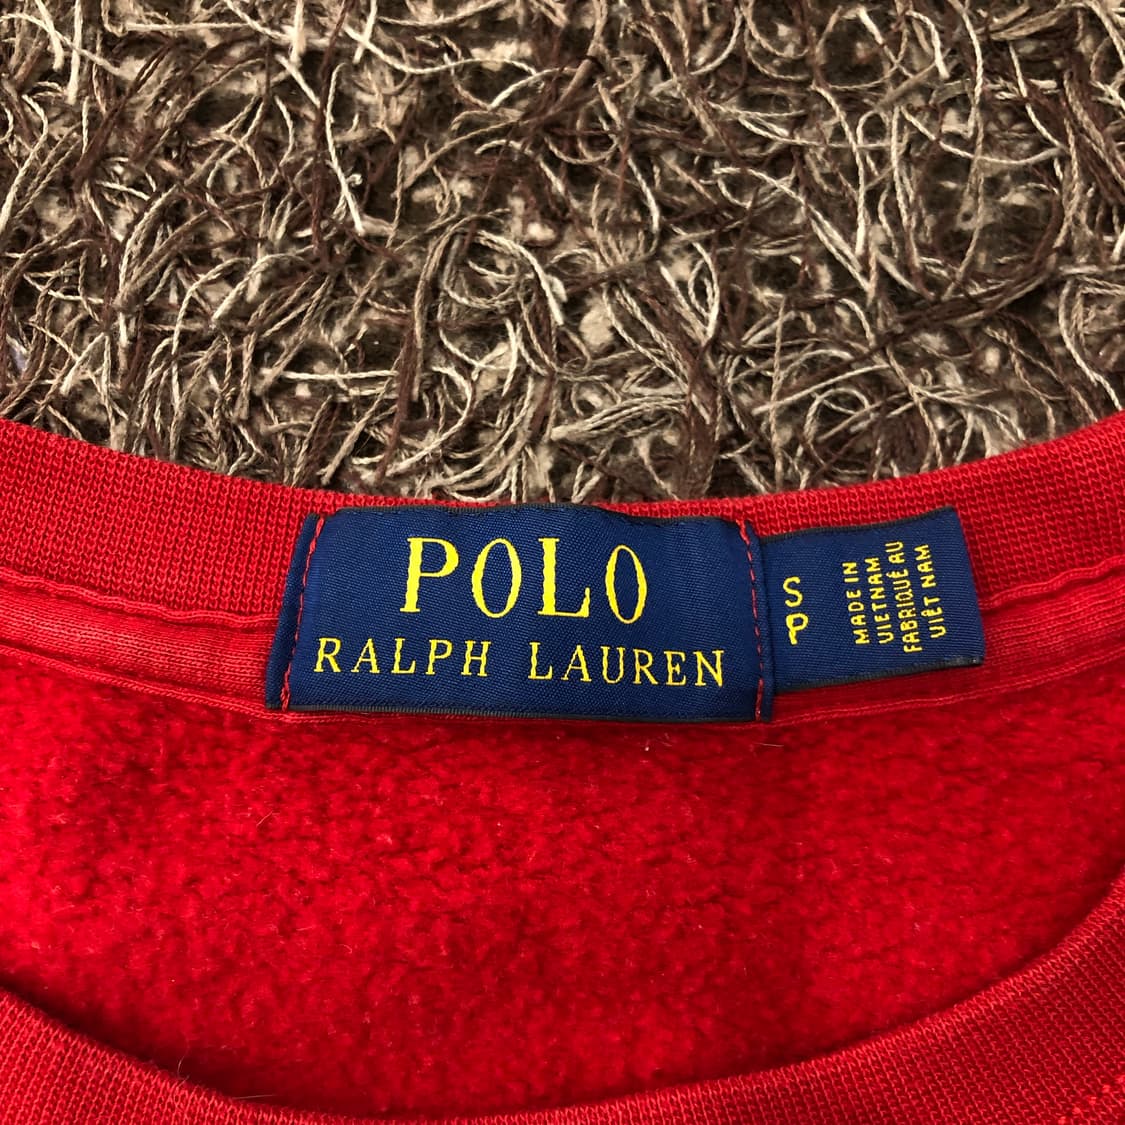 POLO
RALPH LAUREN
S
P
MADE IN
VIETNAM
FABRIQUÉ AU
VIÊT NAM